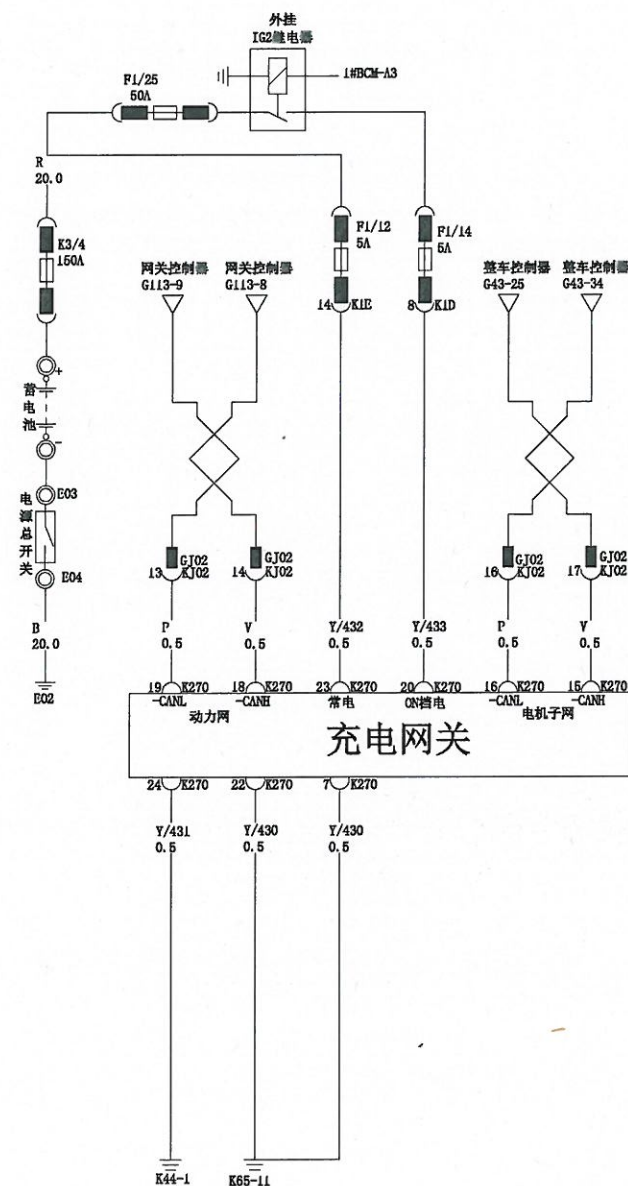 外挂
IG2继电器
1#BCM-A3
F1/25
50A
R
20.0
K3/4
150A
F1/12
5A
F1/14
5A
14 K1E
8 K1D
网关控制器
G113-9
网关控制器
G113-8
整车控制器
G43-25
整车控制器
G43-34
+
蓄电池
-
E03
电源总开关
E04
B
20.0
E02
GJ02
13 KJ02
GJ02
14 KJ02
GJ02
16 KJ02
GJ02
17 KJ02
P
0.5
V
0.5
Y/432
0.5
Y/433
0.5
P
0.5
V
0.5
19 K270
18 K270
23 K270
20 K270
16 K270
15 K270
-CANL
动力网
-CANH
常电
ON档电
-CANL
电机子网
-CANH
充电网关
24 K270
22 K270
7 K270
Y/431
0.5
Y/430
0.5
Y/430
0.5
K44-1
K65-11